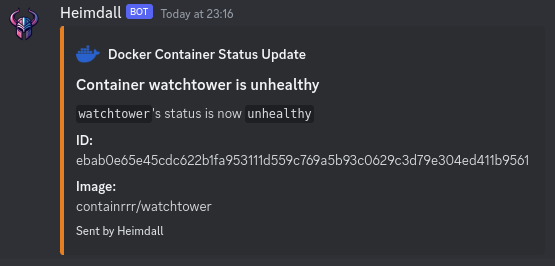 Heimdall BOT Today at 23:16
Docker Container Status Update
Container watchtower is unhealthy
watchtower's status is now unhealthy
ID:
ebab0e65e45cdc622b1fa953111d559c769a5b93c0629c3d79e304ed411b9561
Image:
containrrr/watchtower
Sent by Heimdall